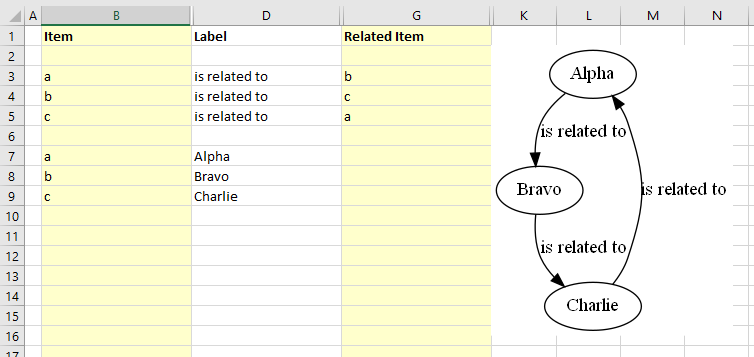 A B D G K L M N
1 Item Label Related Item
2
3 a is related to b
4 b is related to c
5 c is related to a
6
7 a Alpha
8 b Bravo
9 c Charlie
10
11
12
13
14
15
16
17
Alpha
is related to
Bravo
is related to
is related to
Charlie